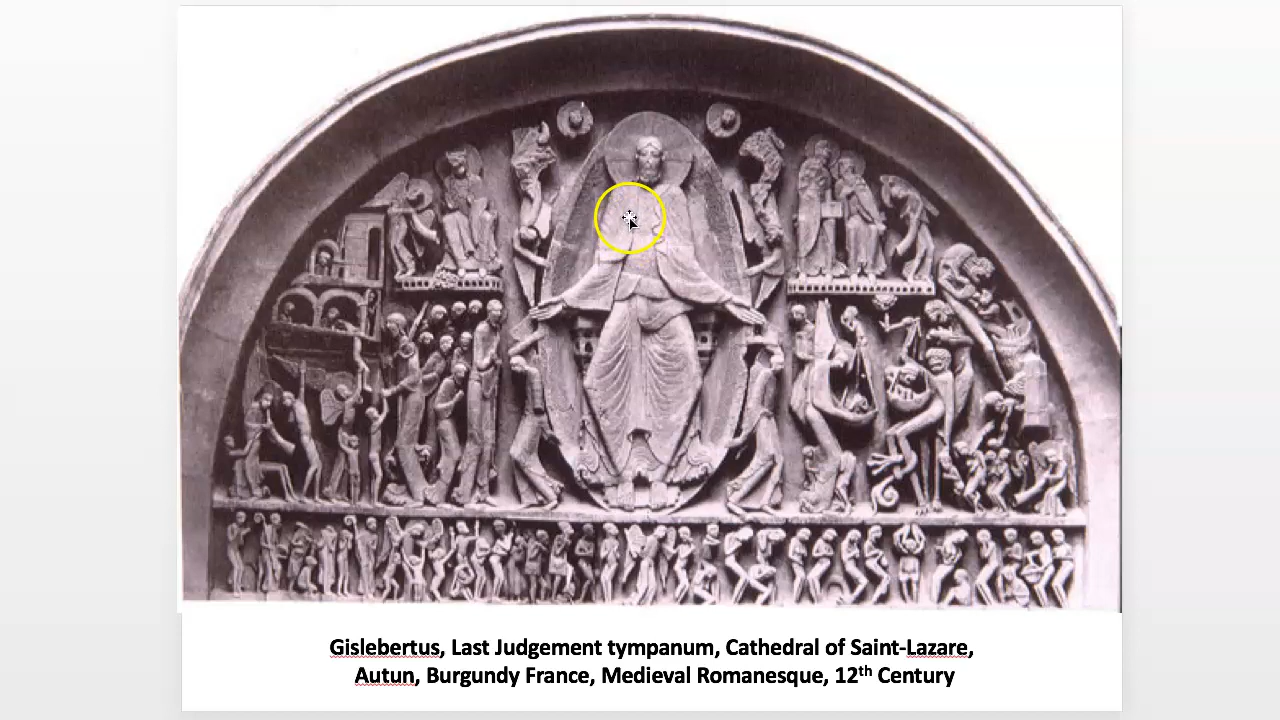 Gislebertus, Last Judgement tympanum, Cathedral of Saint-Lazare,
Autun, Burgundy France, Medieval Romanesque, 12th Century